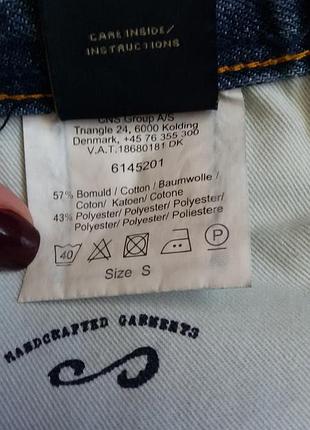 CARE INSIDE/
INSTRUCTIONS
CNS Group A/S
Triangle 24, 6000 Kolding
Denmark, +45 76 355 300
V.A.T. 18680181 DK
6145201
57% Bomuld / Cotton / Baumwolle /
Coton/ Katoen/ Cotone
43% Polyester/ Polyester/ Polyester/
Polyester/ Polyester/ Poliestere
40 P
Size S
HANDCRAFTED GARMENTS